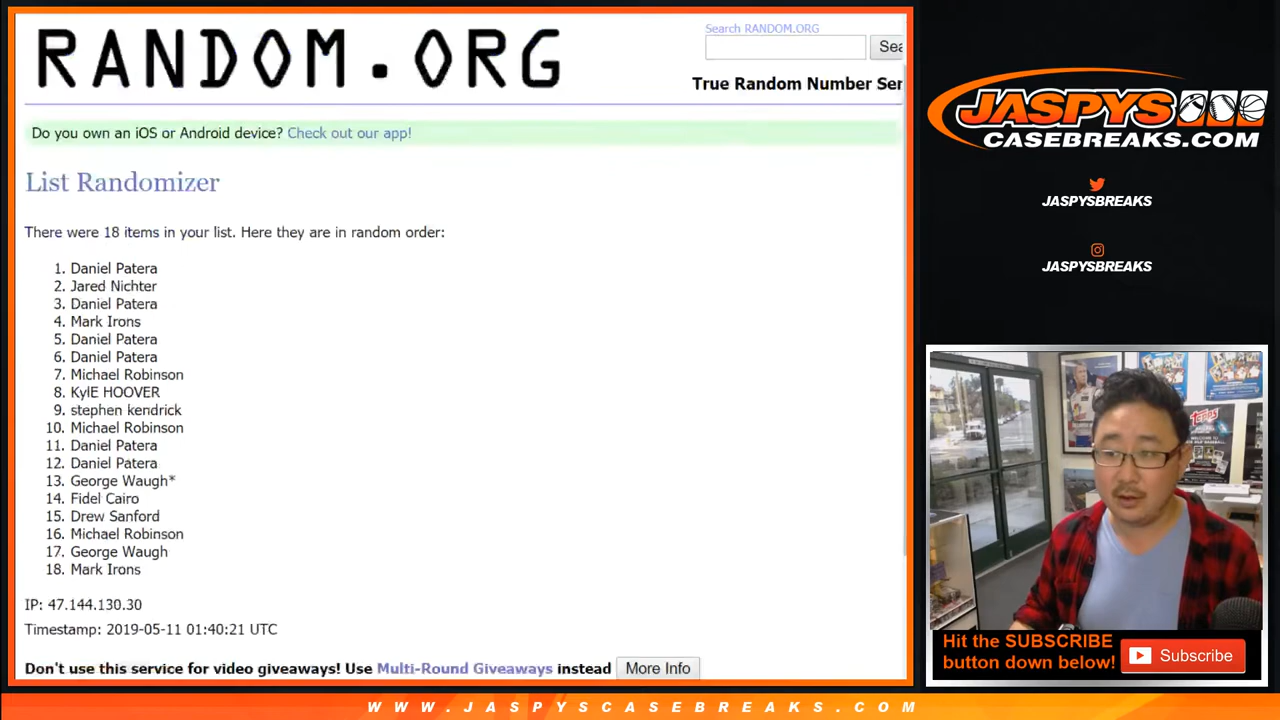 RANDOM.ORG
Search RANDOM.ORG
Sea
True Random Number Ser
Do you own an iOS or Android device? Check out our app!
List Randomizer
There were 18 items in your list. Here they are in random order:
1. Daniel Patera
2. Jared Nichter
3. Daniel Patera
4. Mark Irons
5. Daniel Patera
6. Daniel Patera
7. Michael Robinson
8. KylE HOOVER
9. stephen kendrick
10. Michael Robinson
11. Daniel Patera
12. Daniel Patera
13. George Waugh*
14. Fidel Cairo
15. Drew Sanford
16. Michael Robinson
17. George Waugh
18. Mark Irons
IP: 47.144.130.30
Timestamp: 2019-05-11 01:40:21 UTC
Don't use this service for video giveaways! Use Multi-Round Giveaways instead
More Info
JASPYS
CASEBREAKS.COM
JASPYSBREAKS
JASPYSBREAKS
Topps
Hit the SUBSCRIBE
button down below!
Subscribe
WWW.JASPYSCASEBREAKS.COM